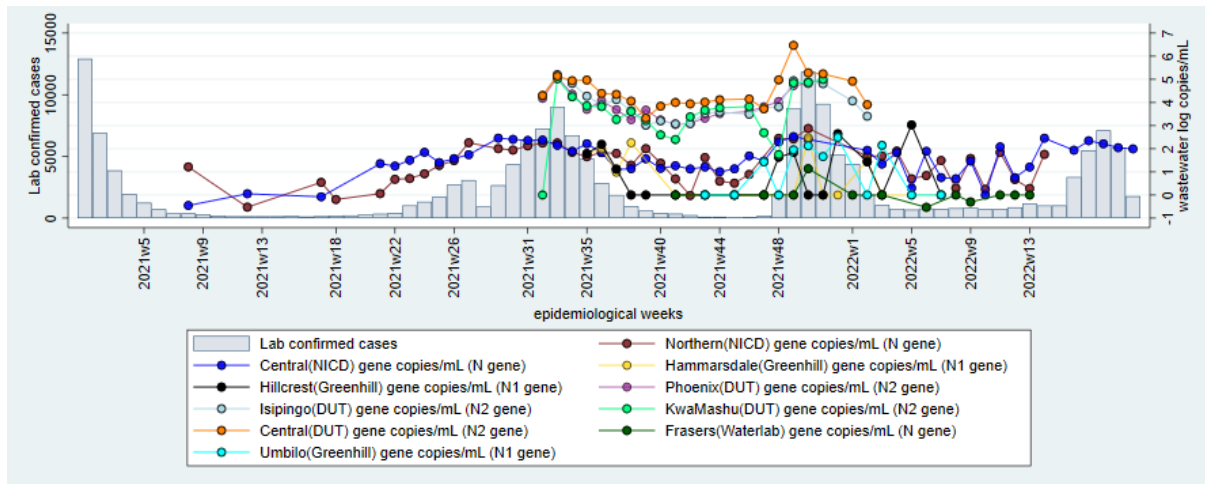 Lab confirmed cases
15000
10000
5000
0
7
6
5
4
3
2
1
0
-1
wastewater log copies/mL
2021w5
2021w9
2021w13
2021w18
2021w22
2021w26
2021w31
2021w35
2021w40
2021w44
2021w48
2022w1
2022w5
2022w9
2022w13
epidemiological weeks
Lab confirmed cases
Northern(NICD) gene copies/mL (N gene)
Central(NICD) gene copies/mL (N gene)
Hammarsdale(Greenhill) gene copies/mL (N1 gene)
Hillcrest(Greenhill) gene copies/mL (N1 gene)
Phoenix(DUT) gene copies/mL (N2 gene)
Isipingo(DUT) gene copies/mL (N2 gene)
KwaMashu(DUT) gene copies/mL (N2 gene)
Central(DUT) gene copies/mL (N2 gene)
Frasers(Waterlab) gene copies/mL (N gene)
Umbilo(Greenhill) gene copies/mL (N1 gene)